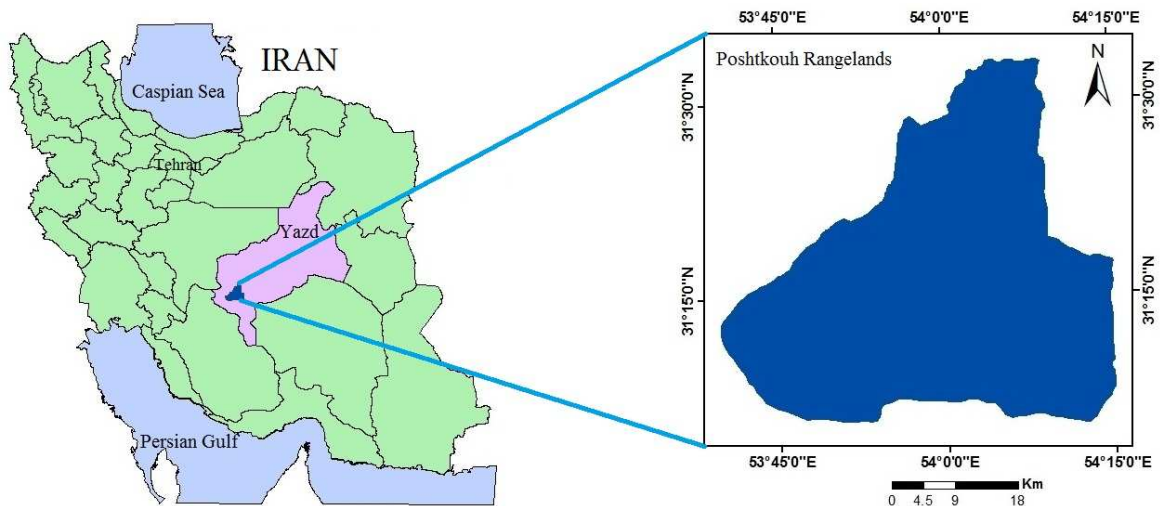 IRAN
Caspian Sea
Tehran
Yazd
Persian Gulf
53°45'0"E 54°0'0"E 54°15'0"E
Poshtkouh Rangelands
N
31°30'0"N 31°30'0"N
31°15'0"N 31°15'0"N
53°45'0"E 54°0'0"E 54°15'0"E
Km
0 4.5 9 18